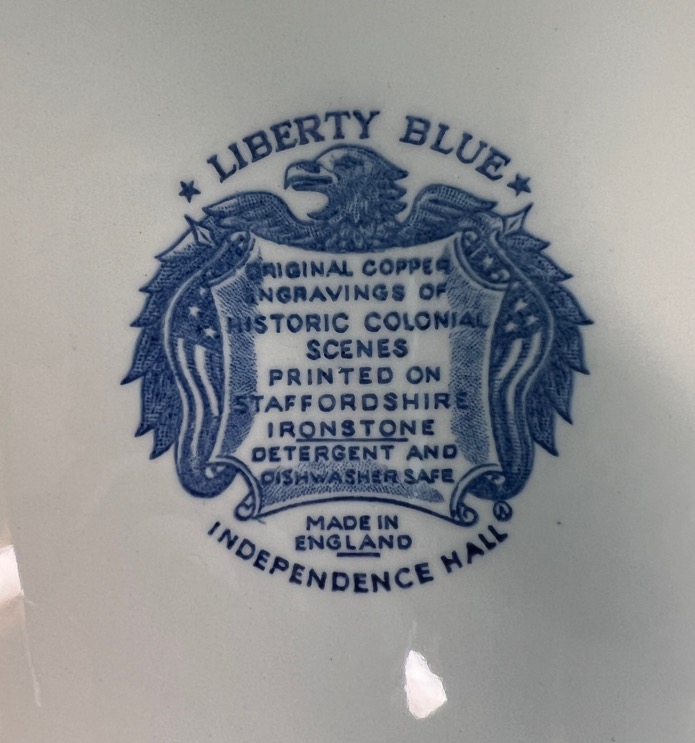 ★ LIBERTY BLUE ★
ORIGINAL COPPER
ENGRAVINGS OF
HISTORIC COLONIAL
SCENES
PRINTED ON
STAFFORDSHIRE
IRONSTONE
DETERGENT AND
DISHWASHER SAFE
MADE IN
ENGLAND
INDEPENDENCE HALL ®